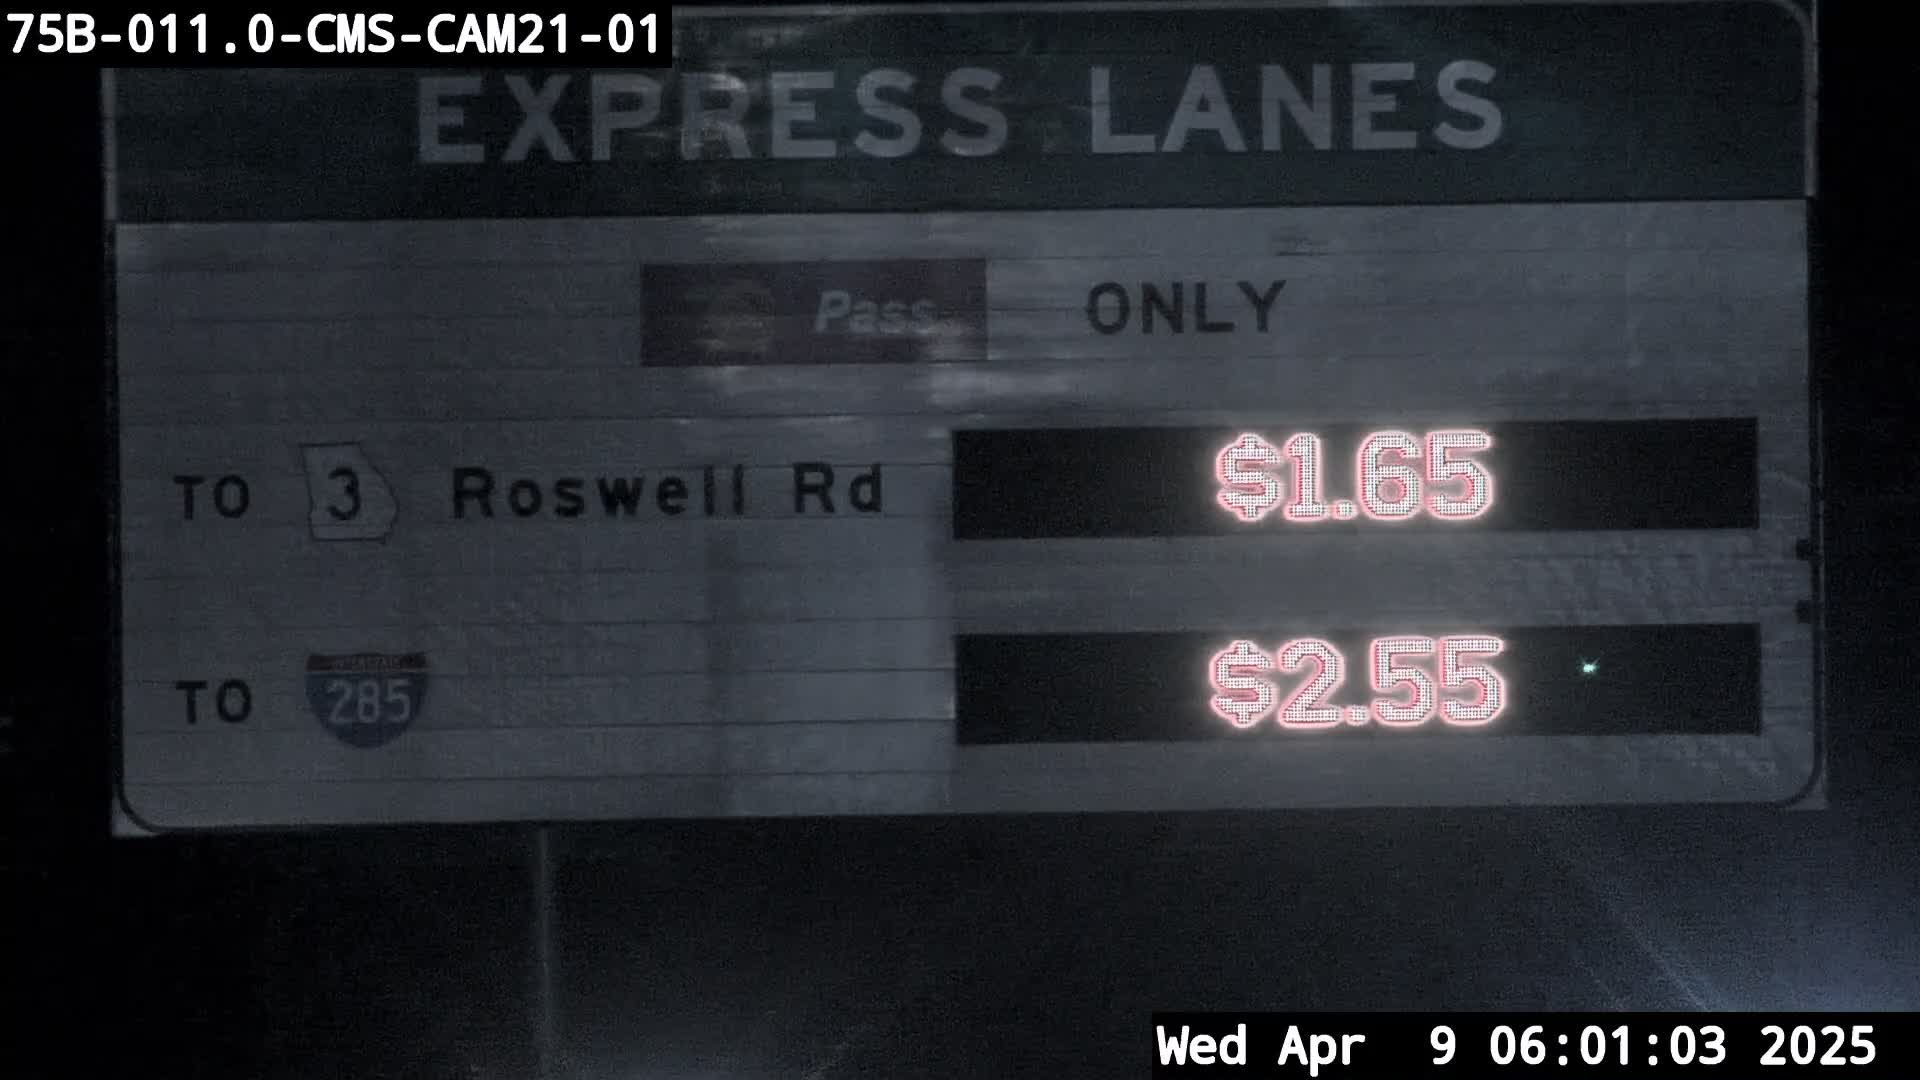 75B-011.0-CMS-CAM21-01
EXPRESS LANES
Pass ONLY
TO 3 Roswell Rd $1.65
TO INTERSTATE 285 $2.55
Wed Apr 9 06:01:03 2025